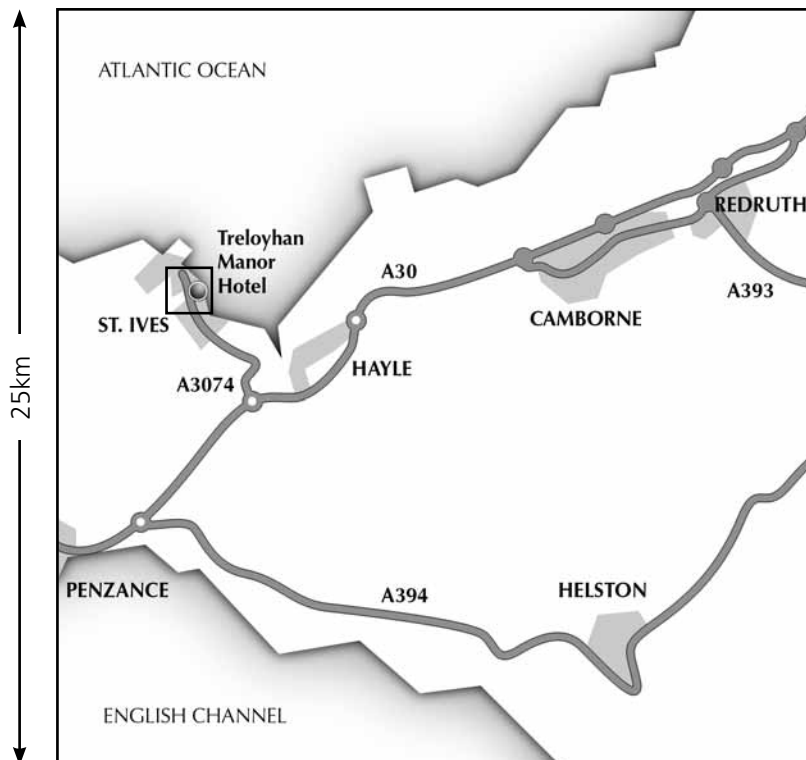 ATLANTIC OCEAN
Treloyhan
Manor
Hotel
REDRUTH
A30
A393
ST. IVES
CAMBORNE
HAYLE
A3074
25km
PENZANCE
A394
HELSTON
ENGLISH CHANNEL